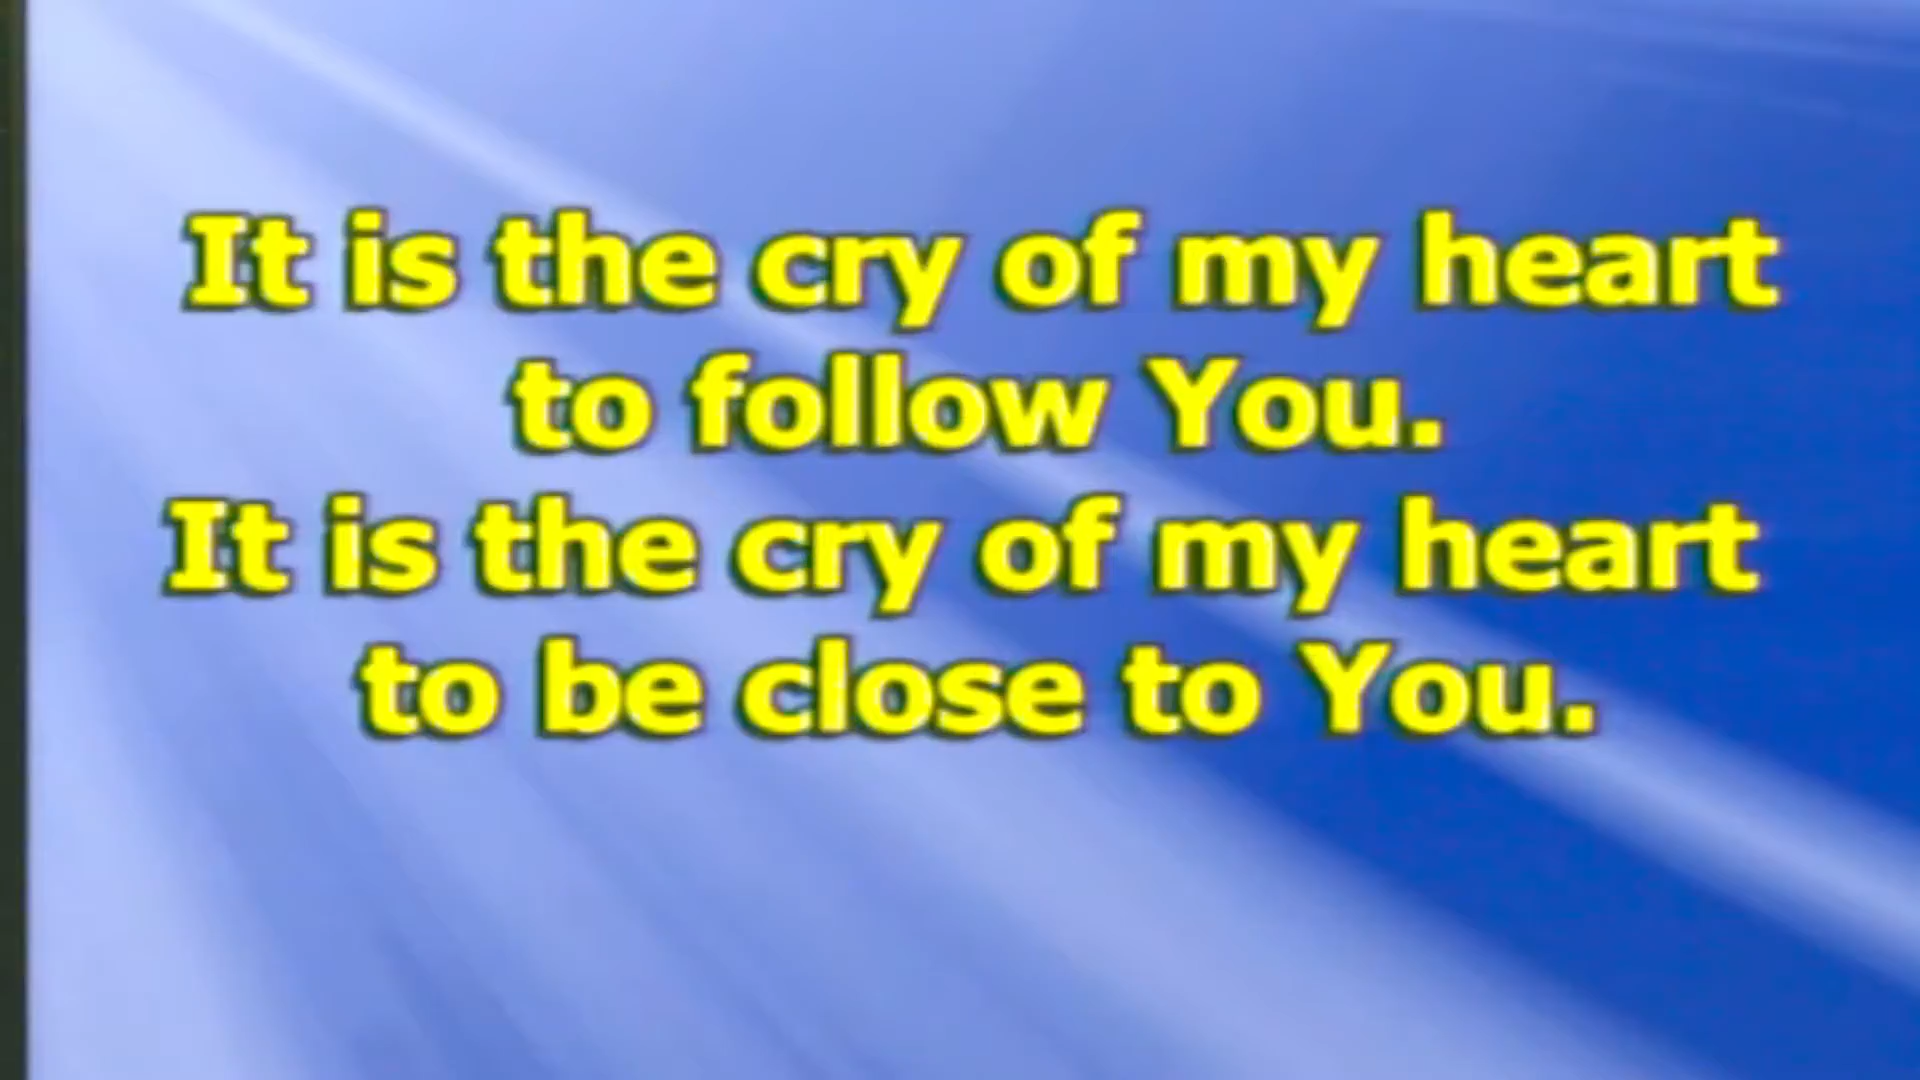 It is the cry of my heart
to follow You.
It is the cry of my heart
to be close to You.